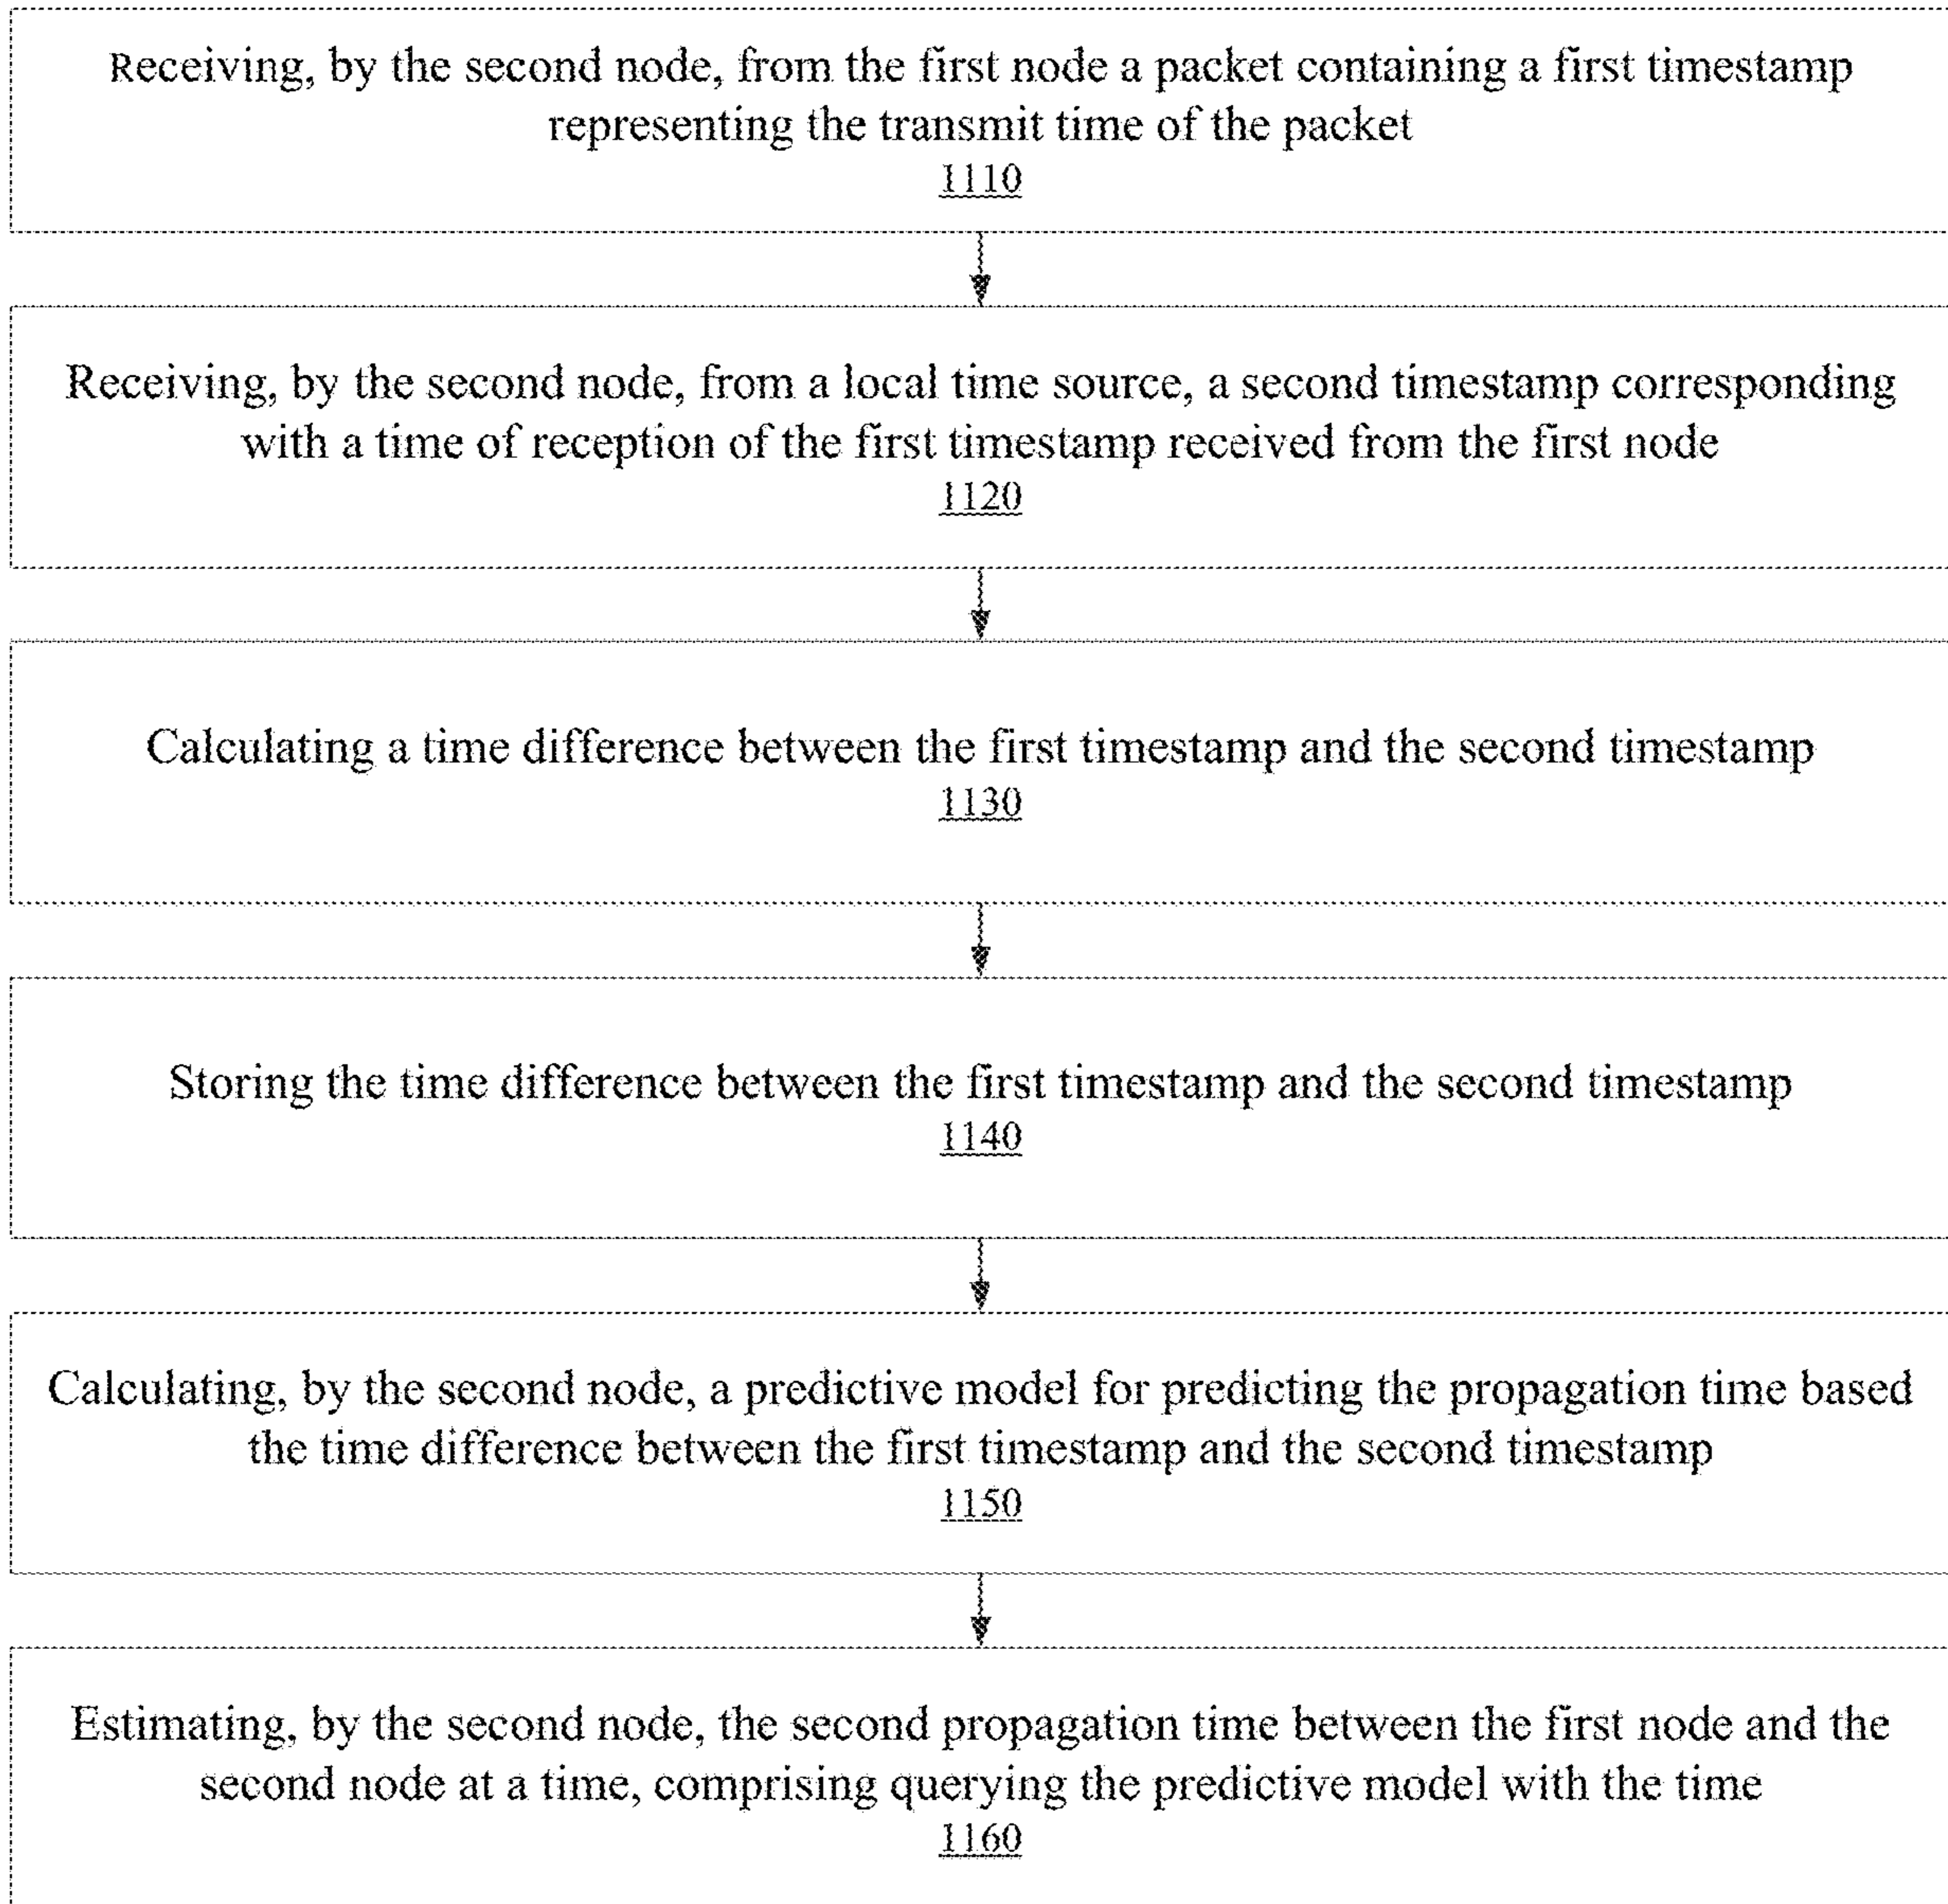 Receiving, by the second node, from the first node a packet containing a first timestamp
representing the transmit time of the packet
1110
Receiving, by the second node, from a local time source, a second timestamp corresponding
with a time of reception of the first timestamp received from the first node
1120
Calculating a time difference between the first timestamp and the second timestamp
1130
Storing the time difference between the first timestamp and the second timestamp
1140
Calculating, by the second node, a predictive model for predicting the propagation time based
the time difference between the first timestamp and the second timestamp
1150
Estimating, by the second node, the second propagation time between the first node and the
second node at a time, comprising querying the predictive model with the time
1160